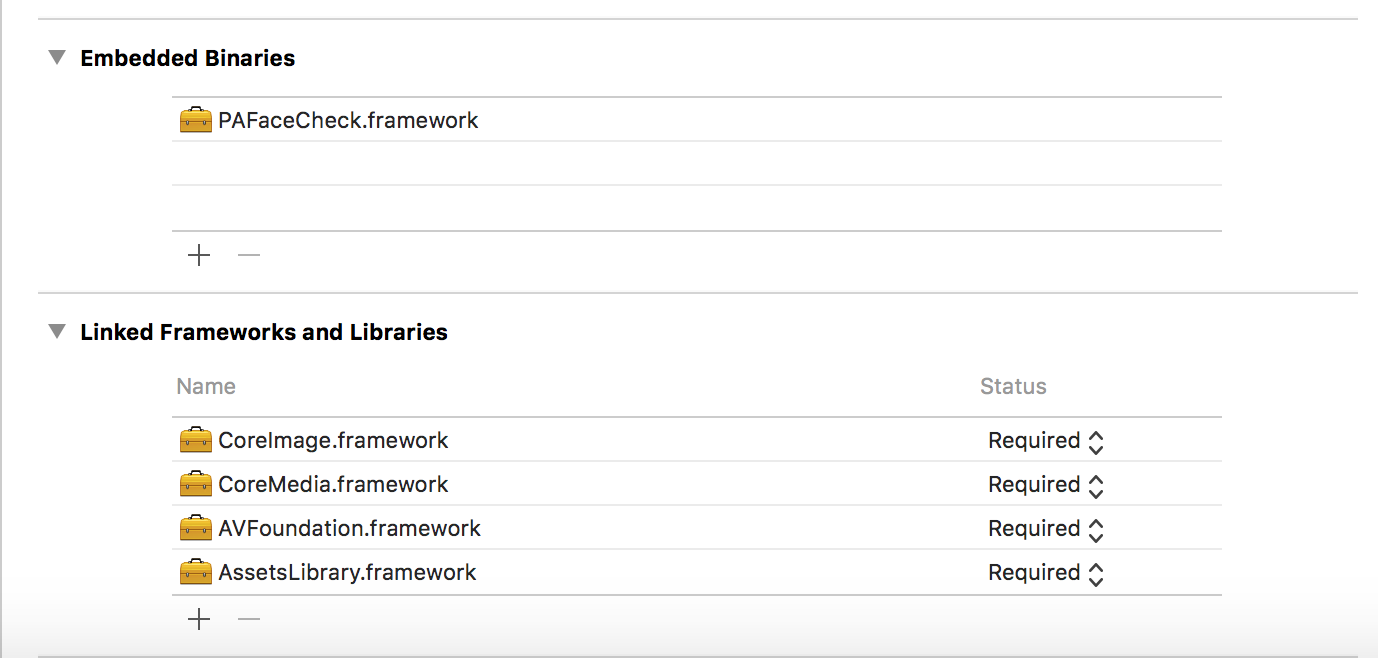 Embedded Binaries
PAFaceCheck.framework
Linked Frameworks and Libraries
Name Status
CoreImage.framework Required
CoreMedia.framework Required
AVFoundation.framework Required
AssetsLibrary.framework Required